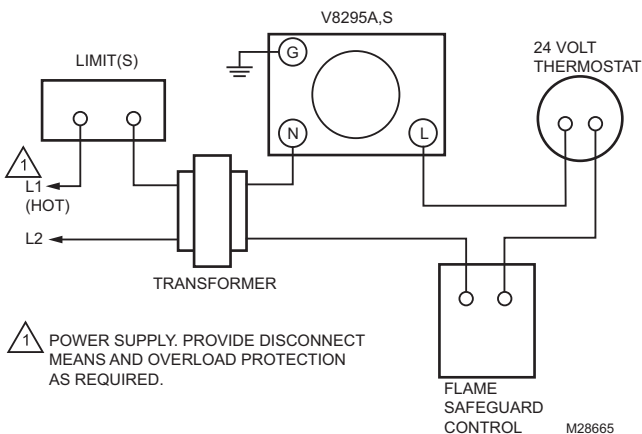 V8295A,S
LIMIT(S)
24 VOLT
THERMOSTAT
G
N
L
1
L1
(HOT)
L2
TRANSFORMER
1
POWER SUPPLY. PROVIDE DISCONNECT
MEANS AND OVERLOAD PROTECTION
AS REQUIRED.
FLAME
SAFEGUARD
CONTROL
M28665